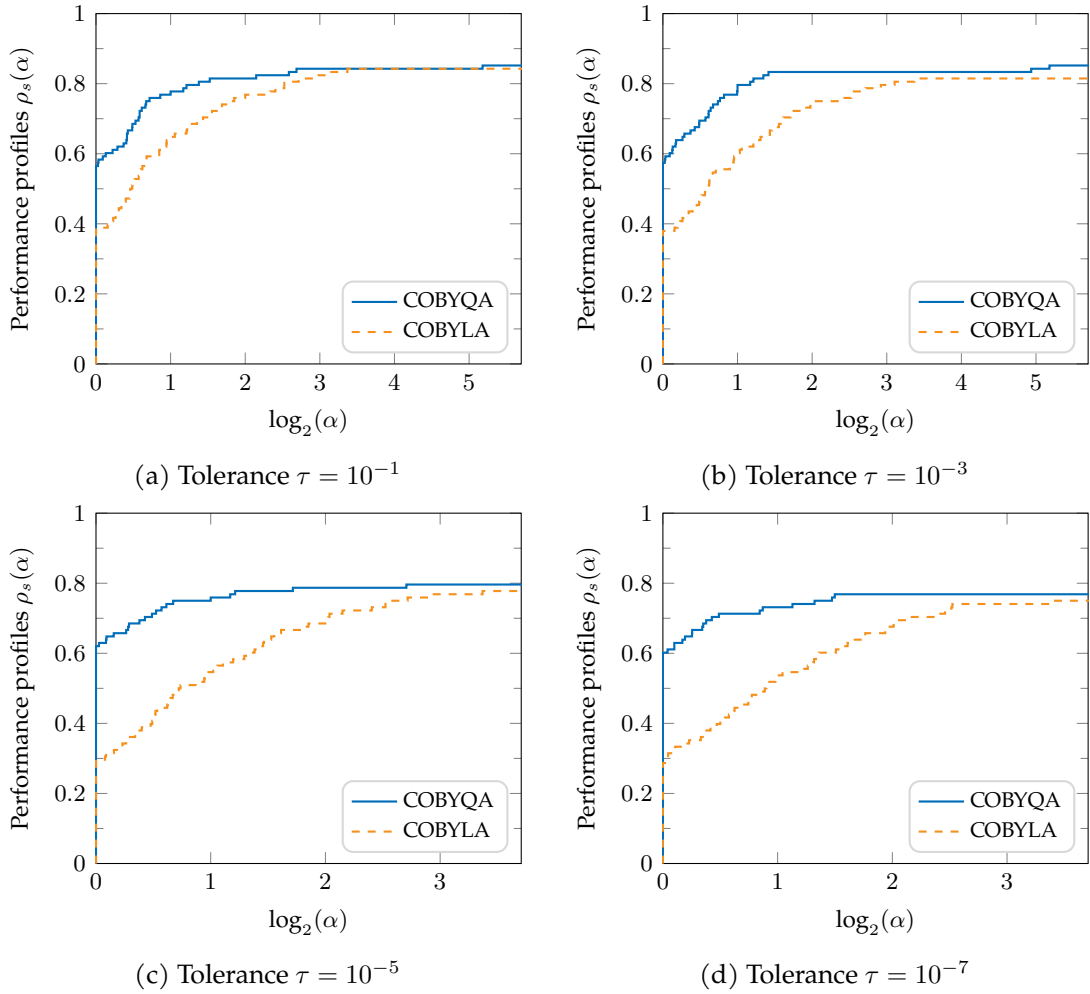 1
0.8
0.6
0.4
0.2
0
Performance profiles ρₛ(α)
COBYQA
COBYLA
0 1 2 3 4 5
log₂(α)
(a) Tolerance τ = 10⁻¹
1
0.8
0.6
0.4
0.2
0
Performance profiles ρₛ(α)
COBYQA
COBYLA
0 1 2 3 4 5
log₂(α)
(b) Tolerance τ = 10⁻³
1
0.8
0.6
0.4
0.2
0
Performance profiles ρₛ(α)
COBYQA
COBYLA
0 1 2 3
log₂(α)
(c) Tolerance τ = 10⁻⁵
1
0.8
0.6
0.4
0.2
0
Performance profiles ρₛ(α)
COBYQA
COBYLA
0 1 2 3
log₂(α)
(d) Tolerance τ = 10⁻⁷